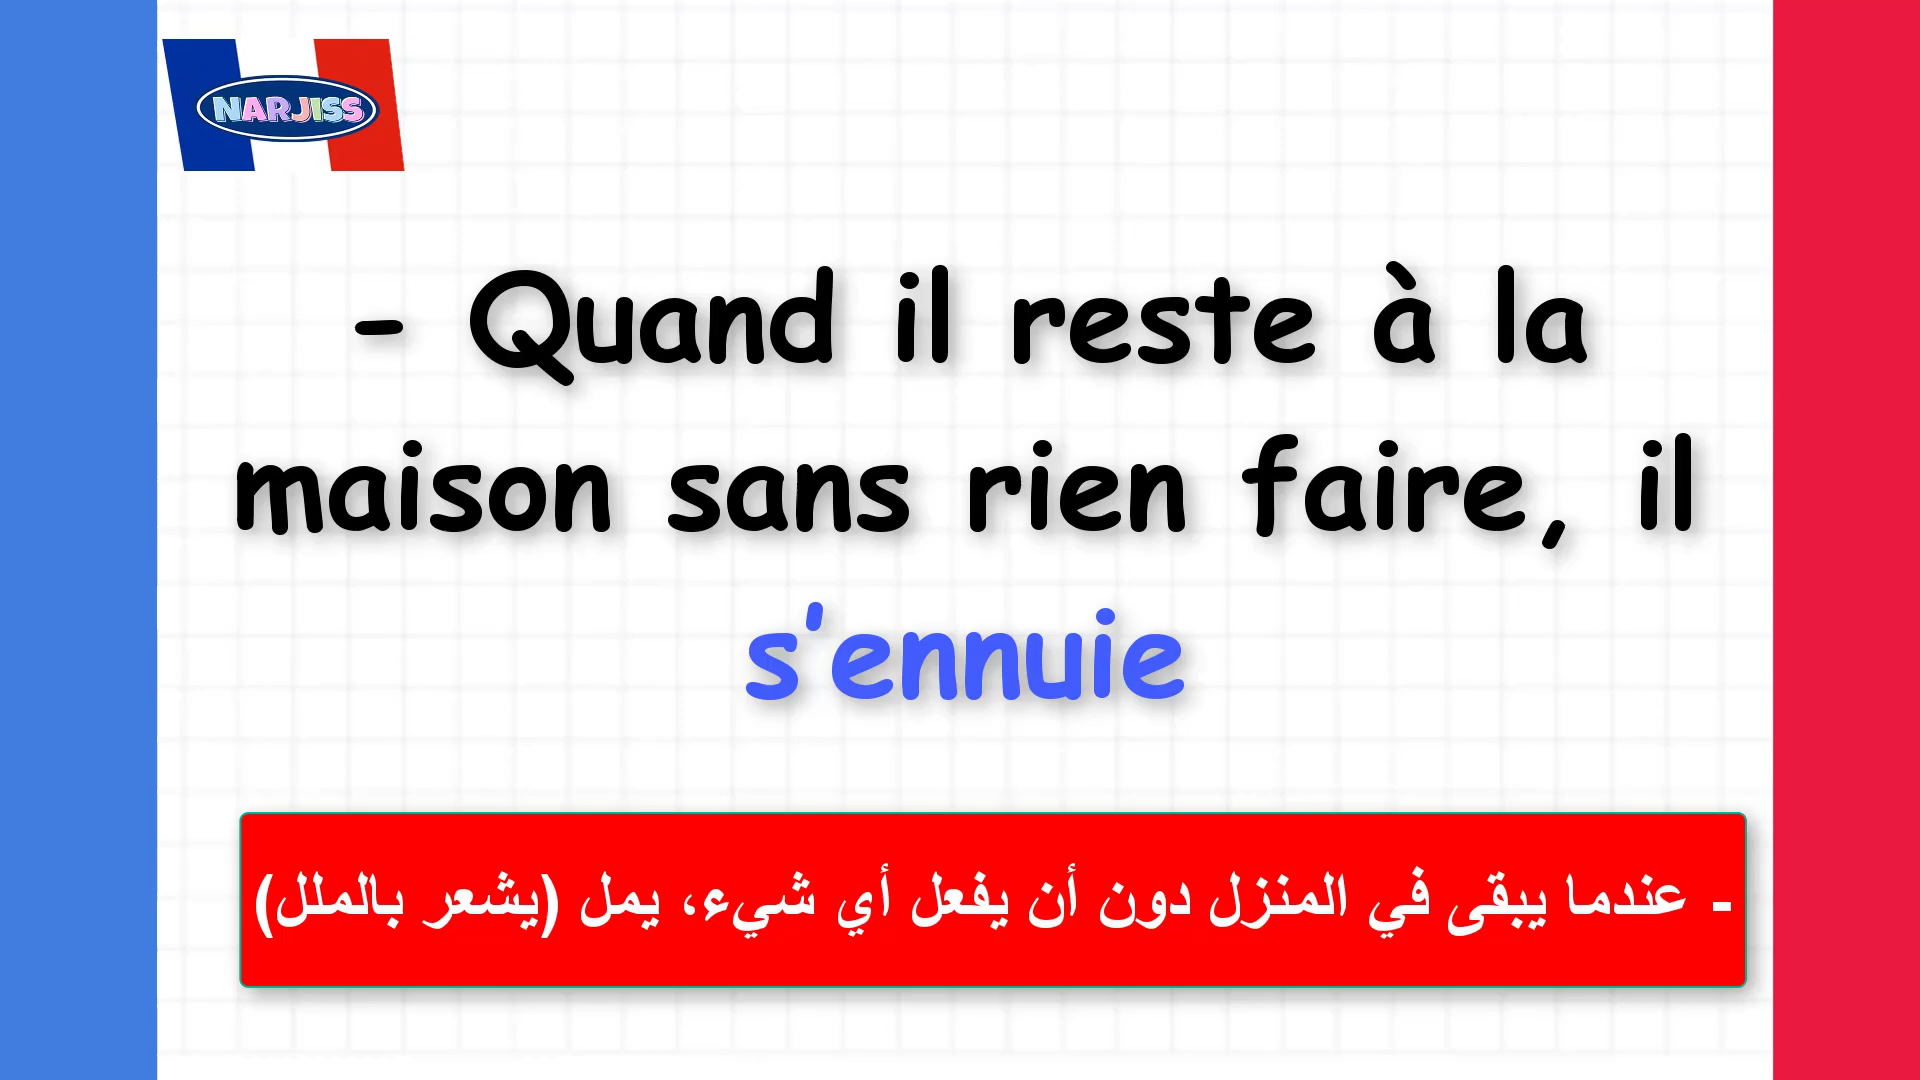 NARJISS
- Quand il reste à la
maison sans rien faire, il
s'ennuie
- عندما يبقى في المنزل دون أن يفعل أي شيء، يمل (يشعر بالملل)